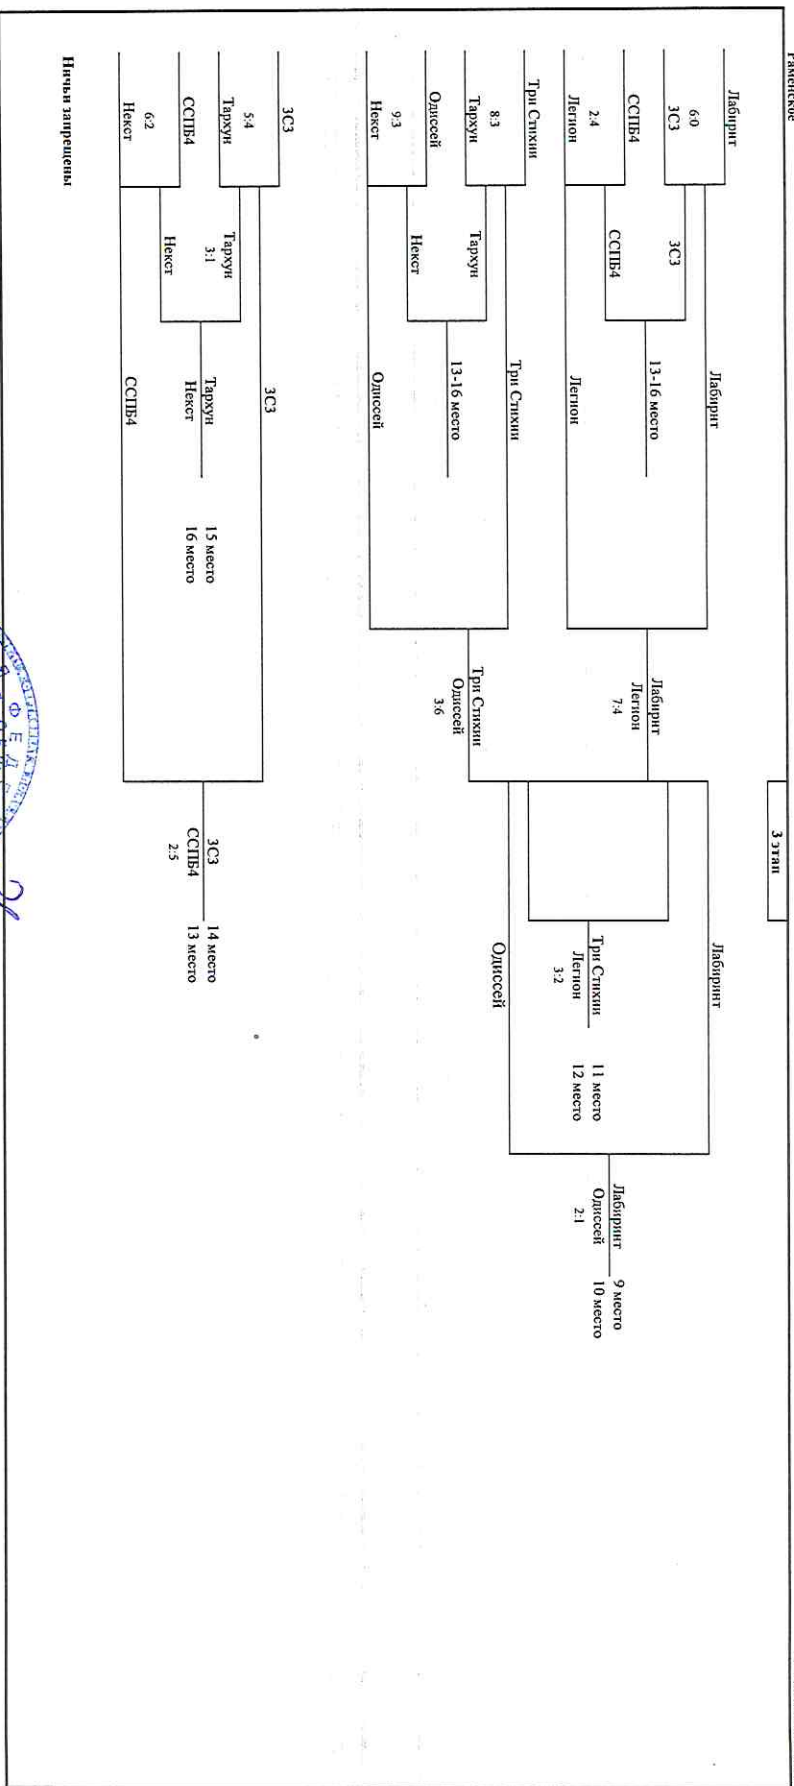 Раменское
3 этап
Лабирнт
6:0
ЗСЗ
ССПБ4
2:4
Легион
Три Стихии
8:3
Тархун
Одиссей
9:3
Некст
ЗСЗ
ССПБ4
Тархун
Некст
Лабирнт
13-16 место
Легион
Три Стихии
13-16 место
Одиссей
Лабирнт
Легион
7:4
Три Стихии
Одиссей
3:6
Лабиринт
Три Стихии
Легион
3:2
11 место
12 место
Одиссей
Лабиринт
Одиссей
2:1
9 место
10 место
ЗСЗ
5:4
Тархун
ССПБ4
6:2
Некст
Тархун
3:1
Некст
ЗСЗ
Тархун
Некст
15 место
16 место
ССПБ4
ЗСЗ
ССПБ4
2:5
14 место
13 место
Ничьи запрещены